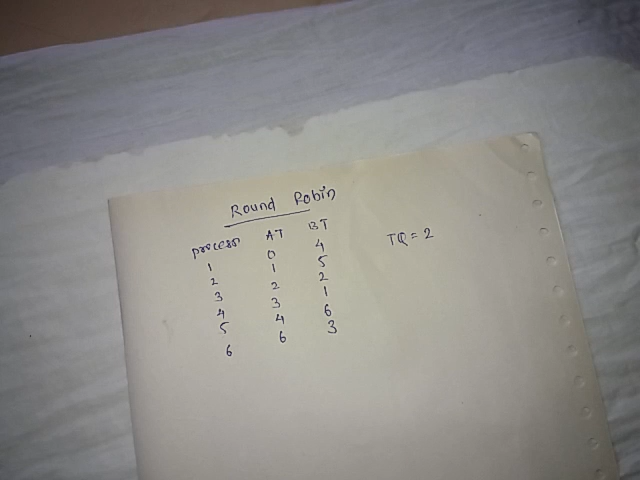 Round Robin
process AT BT
1 0 4
2 1 5
3 2 2
4 3 1
5 4 6
6 6 3
TQ = 2